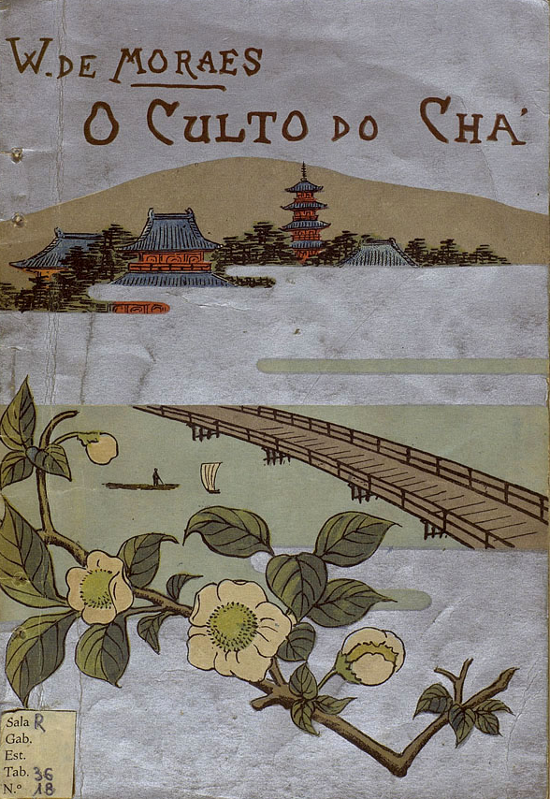 W. DE MORAES
O CULTO DO CHÁ
Sala R
Gab.
Est.
Tab. 36
N.º 18